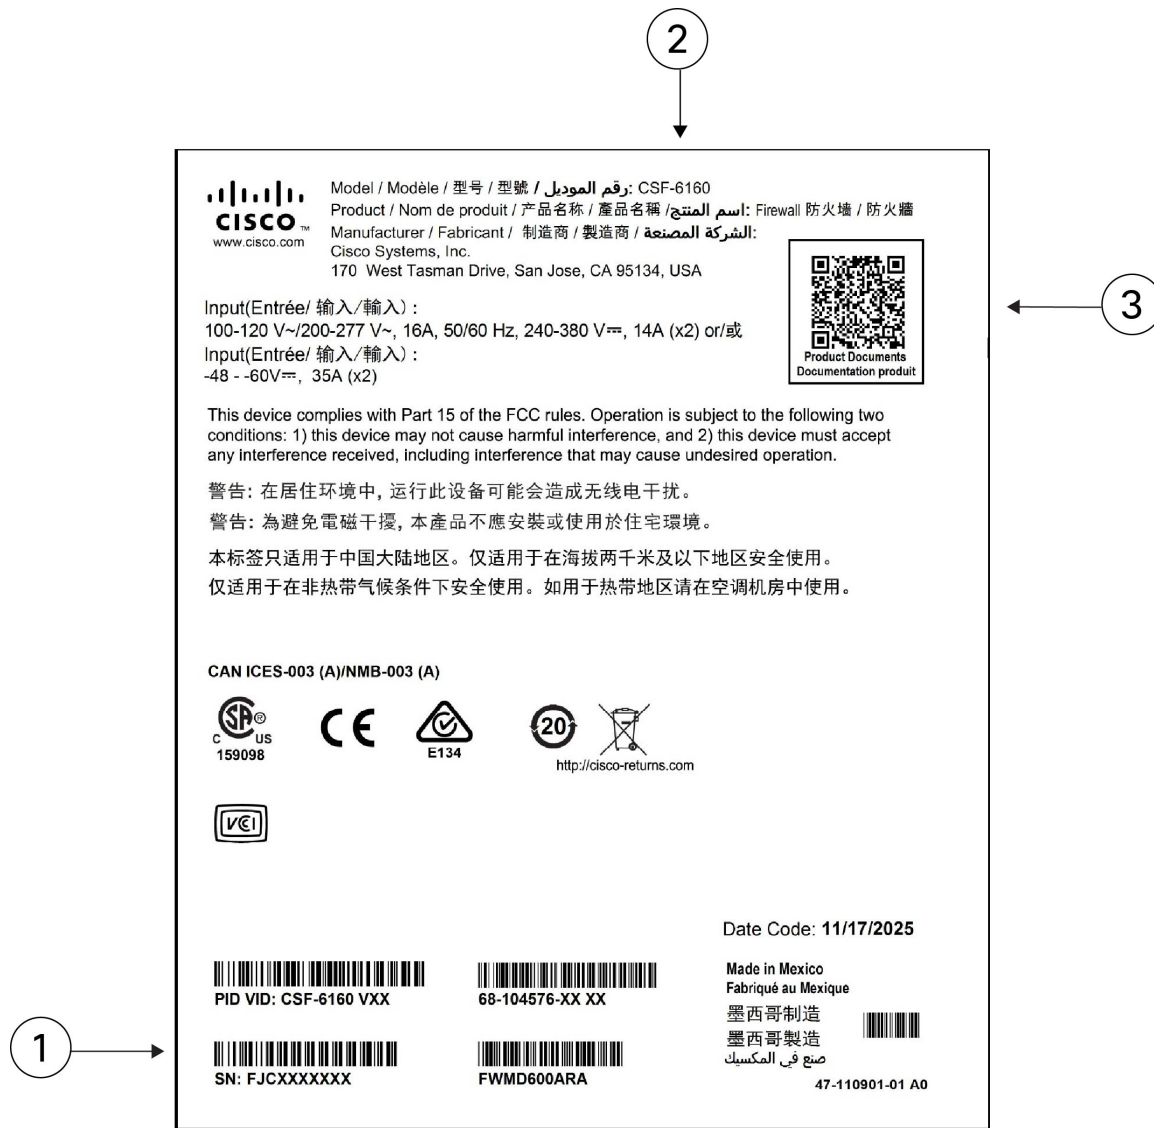 2
CISCO ™
www.cisco.com
Model / Modèle / 型号 / 型號 / رقم الموديل: CSF-6160
Product / Nom de produit / 产品名称 / 產品名稱 /اسم المنتج: Firewall 防火墙 / 防火牆
Manufacturer / Fabricant / 制造商 / 製造商 / الشركة المصنعة:
Cisco Systems, Inc.
170 West Tasman Drive, San Jose, CA 95134, USA
3
Input(Entrée/ 输入/輸入) :
100-120 V~/200-277 V~, 16A, 50/60 Hz, 240-380 V⎓, 14A (x2) or/或
Input(Entrée/ 输入/輸入) :
-48 - -60V⎓, 35A (x2)
Product Documents
Documentation produit
This device complies with Part 15 of the FCC rules. Operation is subject to the following two
conditions: 1) this device may not cause harmful interference, and 2) this device must accept
any interference received, including interference that may cause undesired operation.
警告: 在居住环境中, 运行此设备可能会造成无线电干扰。
警告: 為避免電磁干擾, 本產品不應安裝或使用於住宅環境。
本标签只适用于中国大陆地区。仅适用于在海拔两千米及以下地区安全使用。
仅适用于在非热带气候条件下安全使用。如用于热带地区请在空调机房中使用。
CAN ICES-003 (A)/NMB-003 (A)
C SA ® US
159098
CE
E134
20
http://cisco-returns.com
VCI
Date Code: 11/17/2025
PID VID: CSF-6160 VXX
68-104576-XX XX
Made in Mexico
Fabriqué au Mexique
墨西哥制造
墨西哥製造
صنع في المكسيك
1
SN: FJCXXXXXXX
FWMD600ARA
47-110901-01 A0